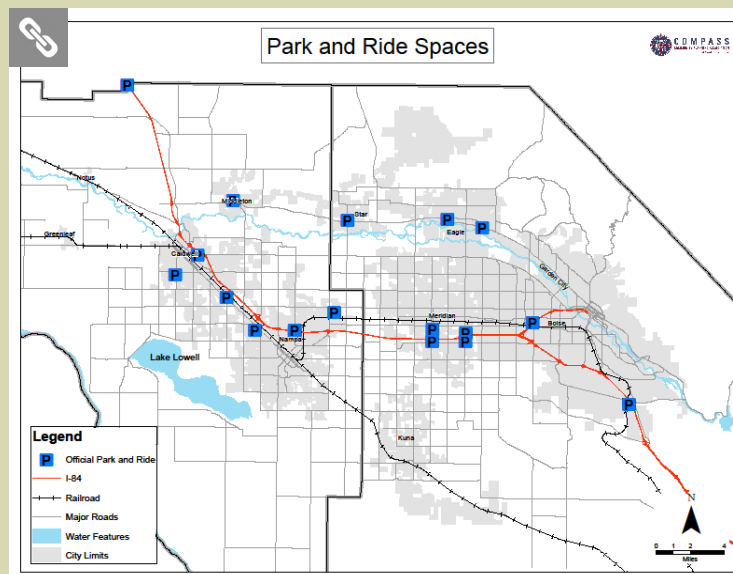 Park and Ride Spaces
COMPASS
P
Notus
Middleton
Star
Eagle
Greenleaf
Caldwell
Garden City
Meridian
Boise
Nampa
Lake Lowell
Kuna
Legend
P Official Park and Ride
I-84
Railroad
Major Roads
Water Features
City Limits
N
0 1 2 4
Miles